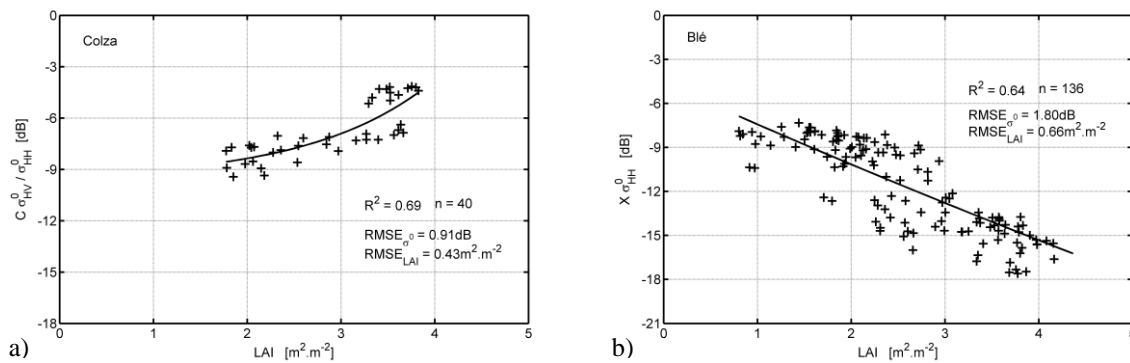 0
-3
-6
-9
-12
-15
-18
C σ⁰HV / σ⁰HH [dB]
Colza
R² = 0.69 n = 40
RMSEσ⁰ = 0.91dB
RMSELAI = 0.43m².m⁻²
0 1 2 3 4 5
LAI [m².m⁻²]
a)
0
-3
-6
-9
-12
-15
-18
-21
X σ⁰HH [dB]
Blé
R² = 0.64 n = 136
RMSEσ⁰ = 1.80dB
RMSELAI = 0.66m².m⁻²
0 1 2 3 4 5
LAI [m².m⁻²]
b)